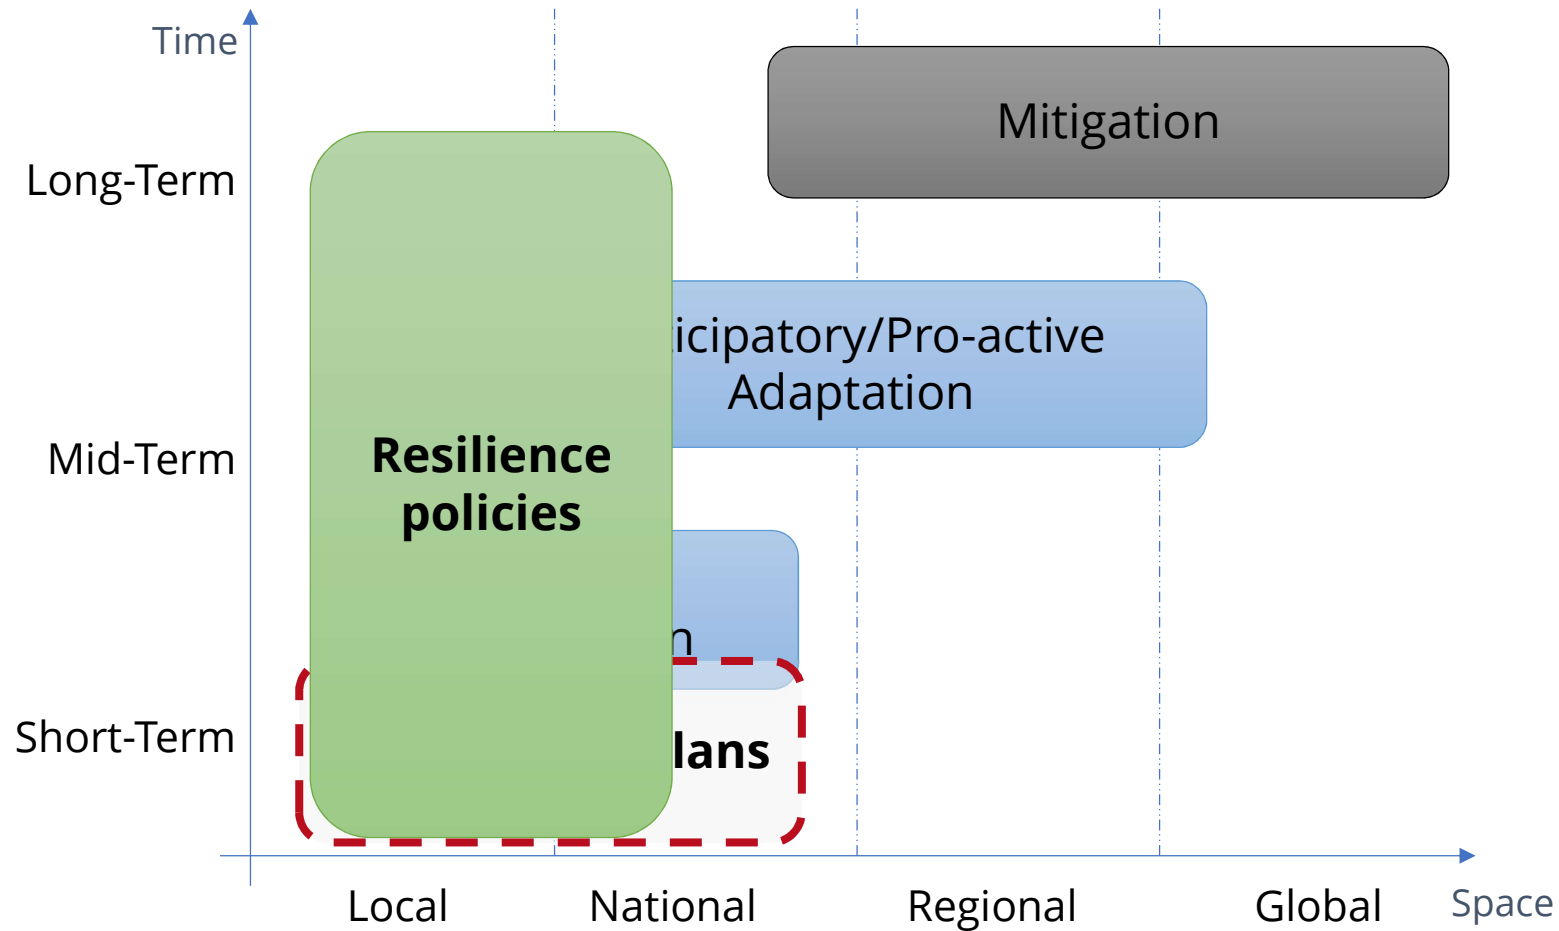 Time
Mitigation
Long-Term
icipatory/Pro-active
Adaptation
Mid-Term
Resilience
policies
n
Short-Term
lans
Local
National
Regional
Global
Space